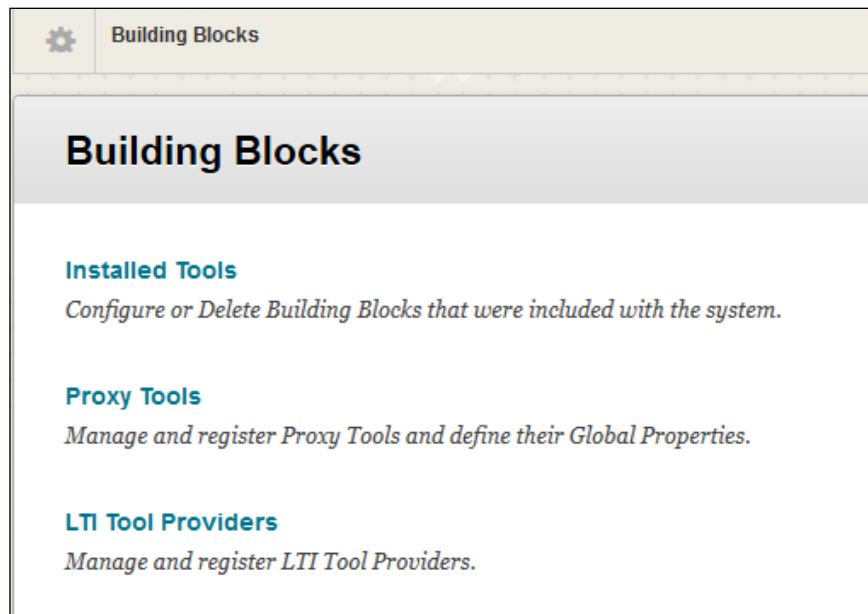 Building Blocks
Building Blocks
Installed Tools
Configure or Delete Building Blocks that were included with the system.
Proxy Tools
Manage and register Proxy Tools and define their Global Properties.
LTI Tool Providers
Manage and register LTI Tool Providers.